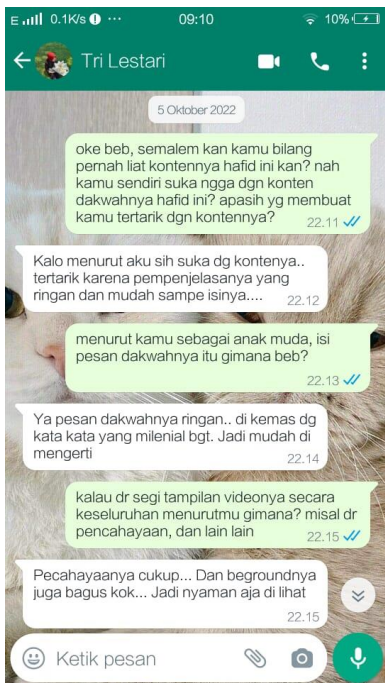 E 0.1K/s ... 09:10 10%
Tri Lestari
5 Oktober 2022
oke beb, semalem kan kamu bilang
pernah liat kontennya hafid ini kan? nah
kamu sendiri suka ngga dgn konten
dakwahnya hafid ini? apasih yg membuat
kamu tertarik dgn kontennya?
22.11
Kalo menurut aku sih suka dg kontenya..
tertarik karena pempenjelasanya yang
ringan dan mudah sampe isinya....
22.12
menurut kamu sebagai anak muda, isi
pesan dakwahnya itu gimana beb?
22.13
Ya pesan dakwahnya ringan.. di kemas dg
kata kata yang milenial bgt. Jadi mudah di
mengerti
22.14
kalau dr segi tampilan videonya secara
keseluruhan menurutmu gimana? misal dr
pencahayaan, dan lain lain
22.15
Pecahayaanya cukup... Dan begroundnya
juga bagus kok... Jadi nyaman aja di lihat
22.15
Ketik pesan